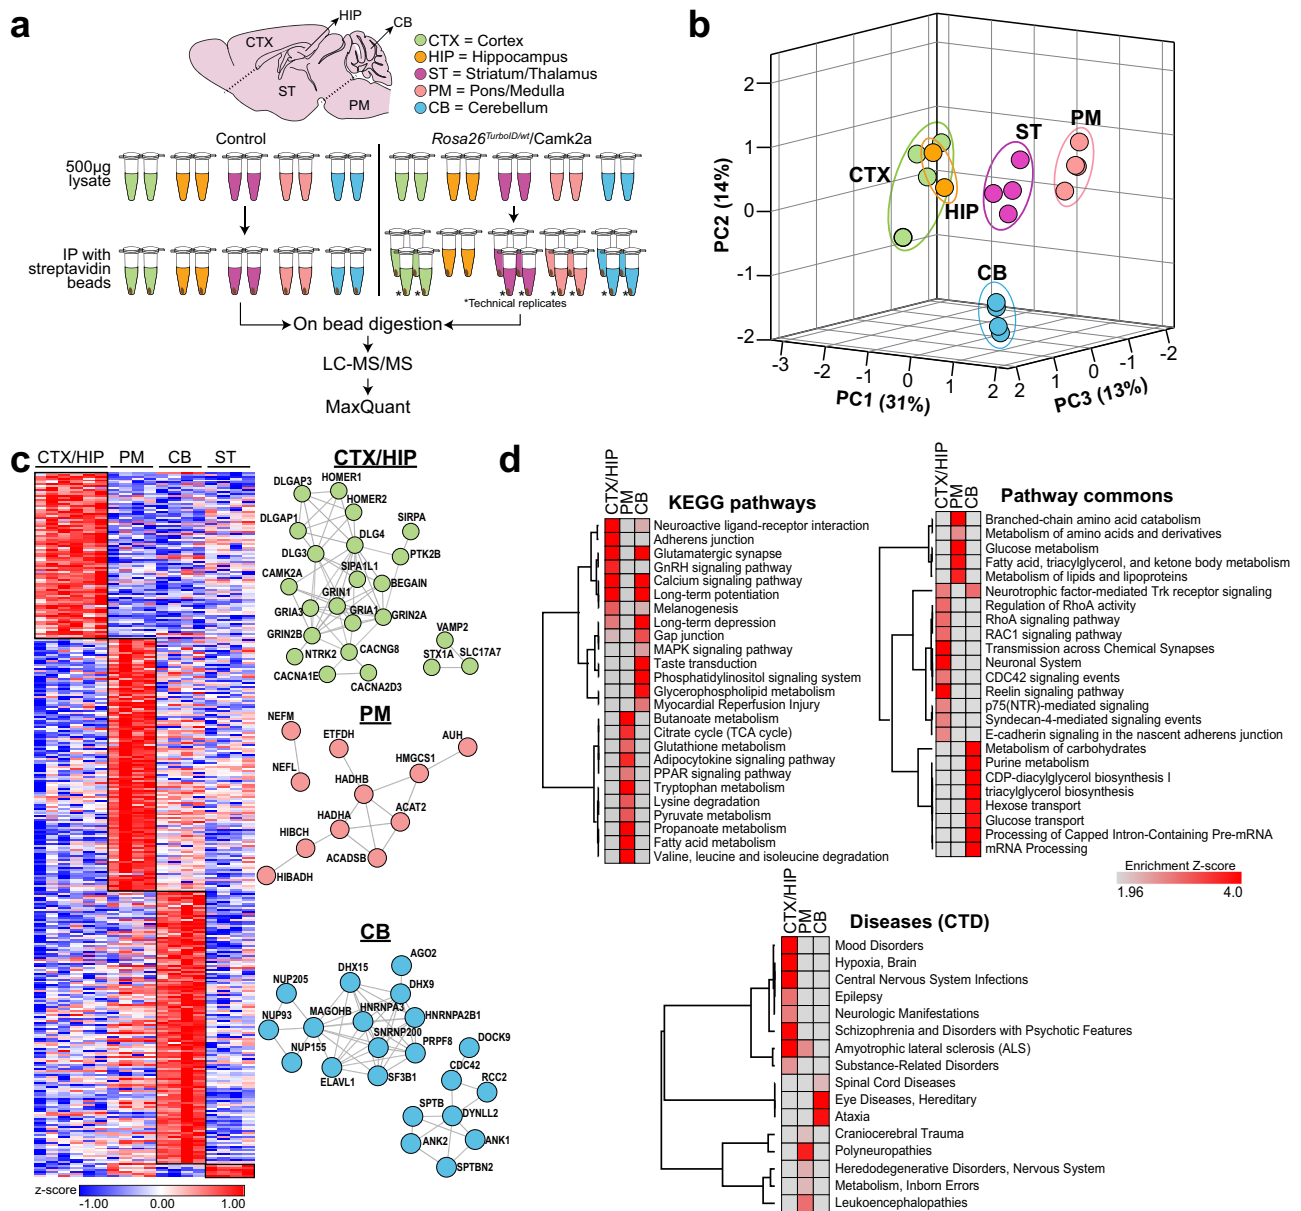 a
HIP
CB
CTX
ST
PM
CTX = Cortex
HIP = Hippocampus
ST = Striatum/Thalamus
PM = Pons/Medulla
CB = Cerebellum
Control
Rosa26TurboID/wt/Camk2a
500µg
lysate
IP with
streptavidin
beads
* * * * * * * *
*Technical replicates
On bead digestion
LC-MS/MS
MaxQuant
b
PC2 (14%)
2
1
0
-1
-2
CTX
HIP
ST
PM
CB
-3
-2
-1
0
1
2
PC1 (31%)
2
1
0
-1
-2
PC3 (13%)
c
CTX/HIP PM CB ST
z-score
-1.00 0.00 1.00
CTX/HIP
DLGAP3
HOMER1
HOMER2
DLGAP1
SIRPA
DLG4
DLG3
PTK2B
SIPA1L1
CAMK2A
BEGAIN
GRIN1
GRIA3
GRIA1
GRIN2A
GRIN2B
VAMP2
NTRK2
CACNG8
STX1A
SLC17A7
CACNA1E
CACNA2D3
PM
NEFM
ETFDH
AUH
HMGCS1
NEFL
HADHB
HADHA
ACAT2
HIBCH
ACADSB
HIBADH
CB
AGO2
DHX15
NUP205
DHX9
MAGOHB
HNRNPA3
NUP93
HNRNPA2B1
SNRNP200
PRPF8
DOCK9
NUP155
ELAVL1
SF3B1
CDC42
RCC2
SPTB
DYNLL2
ANK2
ANK1
SPTBN2
d
CTX/HIP
PM
CB
KEGG pathways
Neuroactive ligand-receptor interaction
Adherens junction
Glutamatergic synapse
GnRH signaling pathway
Calcium signaling pathway
Long-term potentiation
Melanogenesis
Long-term depression
Gap junction
MAPK signaling pathway
Taste transduction
Phosphatidylinositol signaling system
Glycerophospholipid metabolism
Myocardial Reperfusion Injury
Butanoate metabolism
Citrate cycle (TCA cycle)
Glutathione metabolism
Adipocytokine signaling pathway
PPAR signaling pathway
Tryptophan metabolism
Lysine degradation
Pyruvate metabolism
Propanoate metabolism
Fatty acid metabolism
Valine, leucine and isoleucine degradation
CTX/HIP
PM
CB
Pathway commons
Branched-chain amino acid catabolism
Metabolism of amino acids and derivatives
Glucose metabolism
Fatty acid, triacylglycerol, and ketone body metabolism
Metabolism of lipids and lipoproteins
Neurotrophic factor-mediated Trk receptor signaling
Regulation of RhoA activity
RhoA signaling pathway
RAC1 signaling pathway
Transmission across Chemical Synapses
Neuronal System
CDC42 signaling events
Reelin signaling pathway
p75(NTR)-mediated signaling
Syndecan-4-mediated signaling events
E-cadherin signaling in the nascent adherens junction
Metabolism of carbohydrates
Purine metabolism
CDP-diacylglycerol biosynthesis I
triacylglycerol biosynthesis
Hexose transport
Glucose transport
Processing of Capped Intron-Containing Pre-mRNA
mRNA Processing
Enrichment Z-score
1.96 4.0
CTX/HIP
PM
CB
Diseases (CTD)
Mood Disorders
Hypoxia, Brain
Central Nervous System Infections
Epilepsy
Neurologic Manifestations
Schizophrenia and Disorders with Psychotic Features
Amyotrophic lateral sclerosis (ALS)
Substance-Related Disorders
Spinal Cord Diseases
Eye Diseases, Hereditary
Ataxia
Craniocerebral Trauma
Polyneuropathies
Heredodegenerative Disorders, Nervous System
Metabolism, Inborn Errors
Leukoencephalopathies